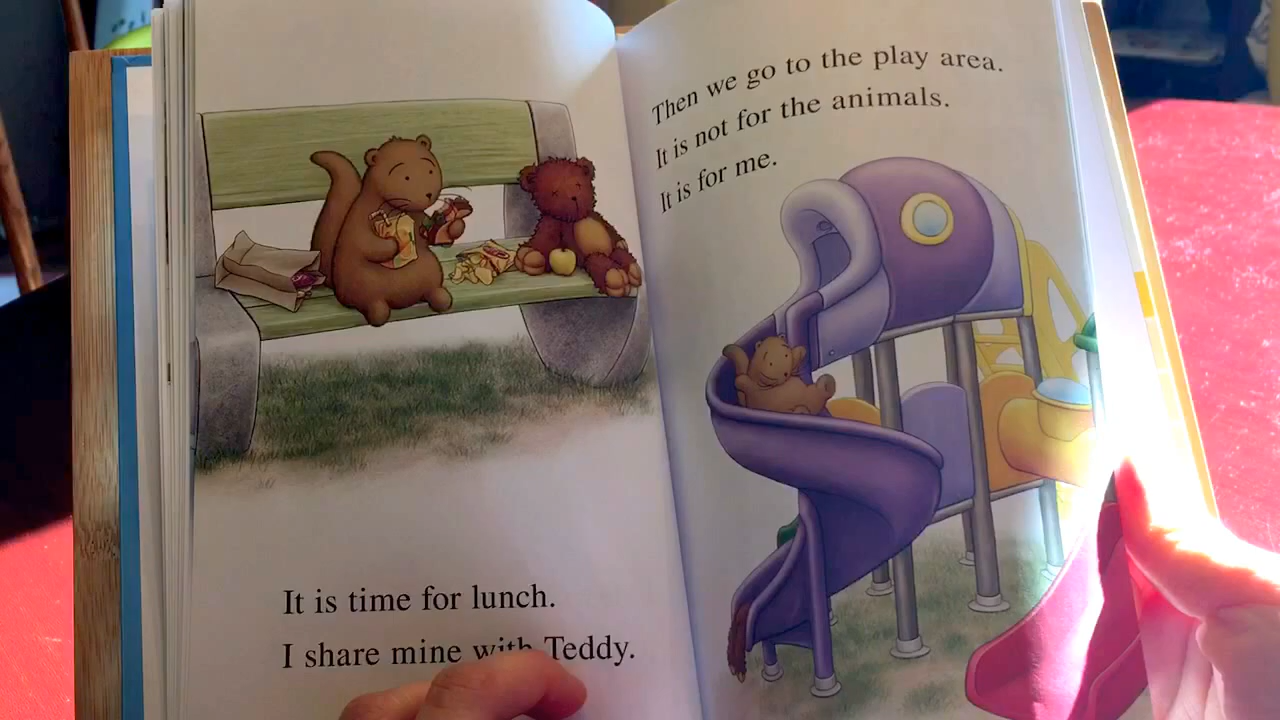 It is time for lunch.
I share mine with Teddy.
Then we go to the play area.
It is not for the animals.
It is for me.